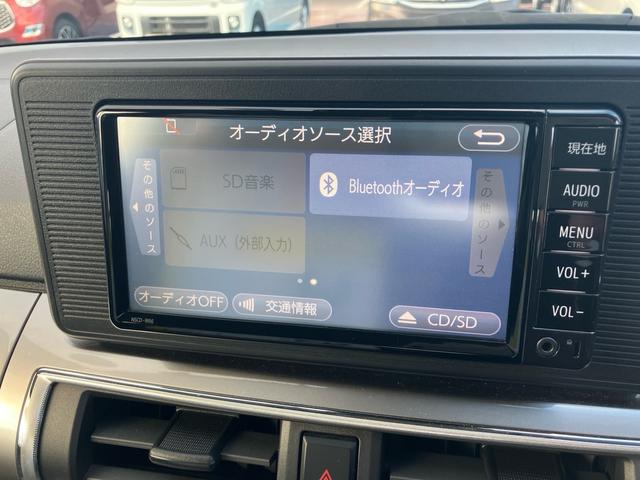 オーディオソース選択
その他のソース
SD音楽
Bluetoothオーディオ
AUX (外部入力)
その他のソース
オーディオOFF
交通情報
CD/SD
NSCD-W66
現在地
AUDIO
PWR
MENU
CTRL
VOL+
VOL-